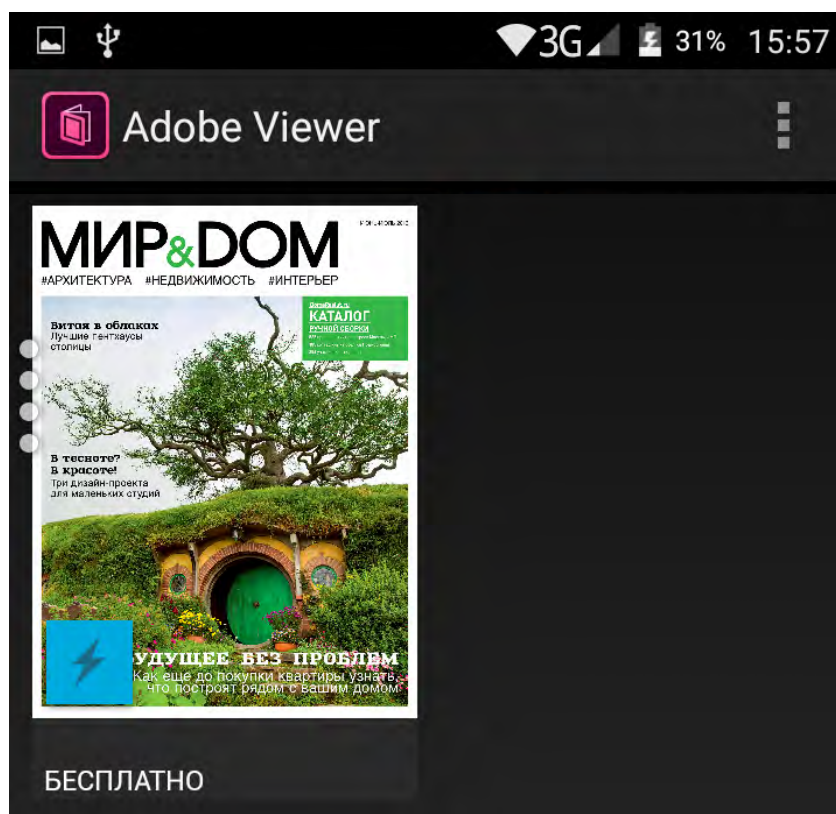 3G 31% 15:57
Adobe Viewer
МИР&DOM
#АРХИТЕКТУРА #НЕДВИЖИМОСТЬ #ИНТЕРЬЕР
КАТАЛОГ
РУЧНОЙ СБОРКИ
Витая в облаках
Лучшие пентхаусы
столицы
В тесноте?
В красоте!
Три дизайн-проекта
для маленьких студий
УДУЩЕЕ БЕЗ ПРОБЛЕМ
Как еще до покупки квартиры узнать,
что построят рядом с вашим домом
БЕСПЛАТНО